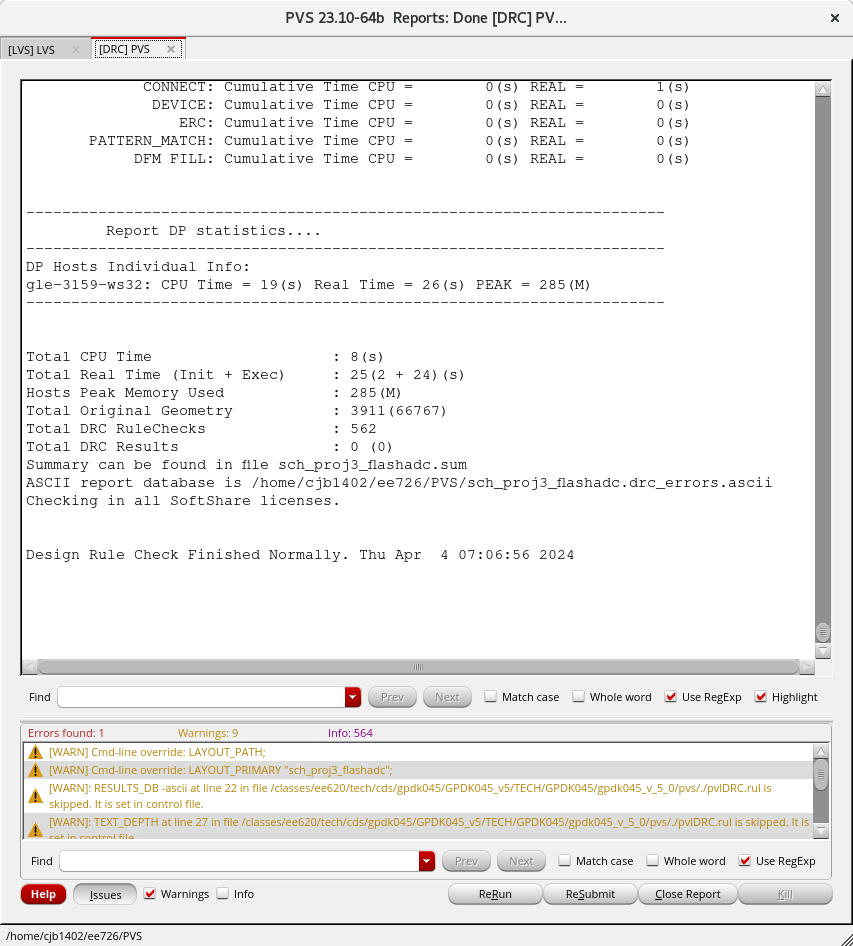 PVS 23.10-64b Reports: Done [DRC] PV...
[LVS] LVS
[DRC] PVS
CONNECT: Cumulative Time CPU = 0(s) REAL = 1(s)
DEVICE: Cumulative Time CPU = 0(s) REAL = 0(s)
ERC: Cumulative Time CPU = 0(s) REAL = 0(s)
PATTERN_MATCH: Cumulative Time CPU = 0(s) REAL = 0(s)
DFM FILL: Cumulative Time CPU = 0(s) REAL = 0(s)
-----------------------------------------------------------------------
Report DP statistics....
-----------------------------------------------------------------------
DP Hosts Individual Info:
gle-3159-ws32: CPU Time = 19(s) Real Time = 26(s) PEAK = 285(M)
-----------------------------------------------------------------------
Total CPU Time : 8(s)
Total Real Time (Init + Exec) : 25(2 + 24)(s)
Hosts Peak Memory Used : 285(M)
Total Original Geometry : 3911(66767)
Total DRC RuleChecks : 562
Total DRC Results : 0 (0)
Summary can be found in file sch_proj3_flashadc.sum
ASCII report database is /home/cjb1402/ee726/PVS/sch_proj3_flashadc.drc_errors.ascii
Checking in all SoftShare licenses.
Design Rule Check Finished Normally. Thu Apr  4 07:06:56 2024
Find Prev Next Match case Whole word Use RegExp Highlight
Errors found: 1 Warnings: 9 Info: 564
[WARN] Cmd-line override: LAYOUT_PATH;
[WARN] Cmd-line override: LAYOUT_PRIMARY "sch_proj3_flashadc";
[WARN]: RESULTS_DB -ascii at line 22 in file /classes/ee620/tech/cds/gpdk045/GPDK045_v5/TECH/GPDK045/gpdk045_v_5_0/pvs/./pvlDRC.rul is
skipped. It is set in control file.
[WARN]: TEXT_DEPTH at line 27 in file /classes/ee620/tech/cds/gpdk045/GPDK045_v5/TECH/GPDK045/gpdk045_v_5_0/pvs/./pvlDRC.rul is skipped. It is
set in control file.
Find Prev Next Match case Whole word Use RegExp
Help Issues Warnings Info ReRun ReSubmit Close Report Kill
/home/cjb1402/ee726/PVS